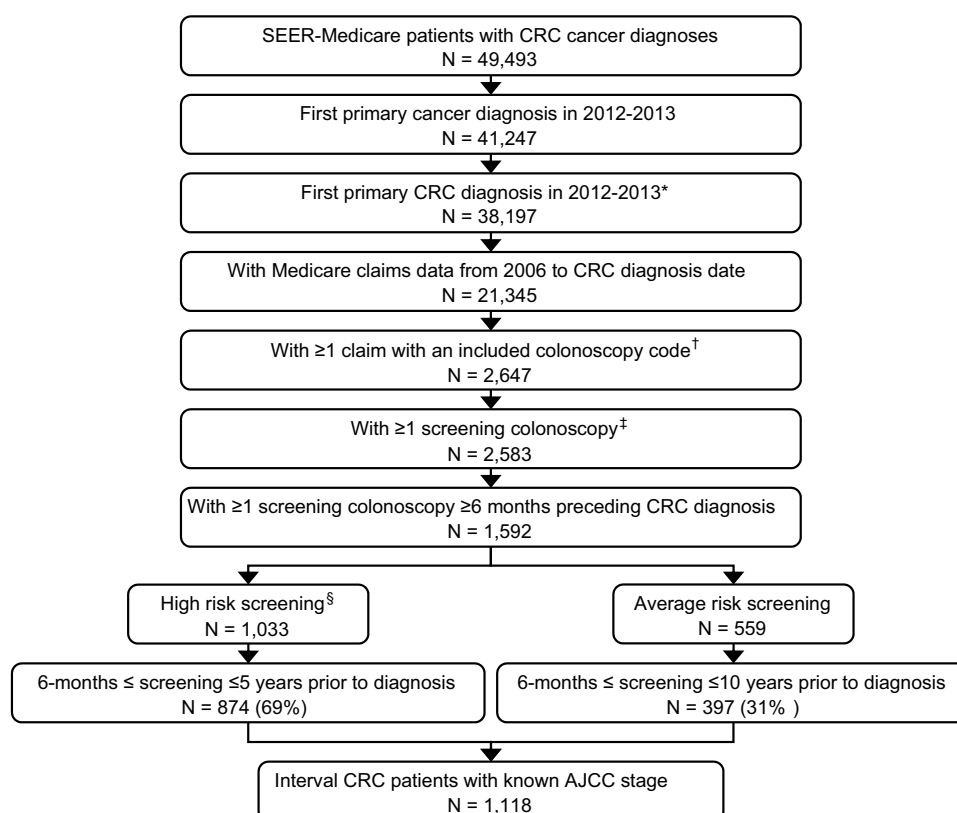 SEER-Medicare patients with CRC cancer diagnoses
N = 49,493
First primary cancer diagnosis in 2012-2013
N = 41,247
First primary CRC diagnosis in 2012-2013*
N = 38,197
With Medicare claims data from 2006 to CRC diagnosis date
N = 21,345
With ≥1 claim with an included colonoscopy code†
N = 2,647
With ≥1 screening colonoscopy‡
N = 2,583
With ≥1 screening colonoscopy ≥6 months preceding CRC diagnosis
N = 1,592
High risk screening§
N = 1,033
Average risk screening
N = 559
6-months ≤ screening ≤5 years prior to diagnosis
N = 874 (69%)
6-months ≤ screening ≤10 years prior to diagnosis
N = 397 (31% )
Interval CRC patients with known AJCC stage
N = 1,118